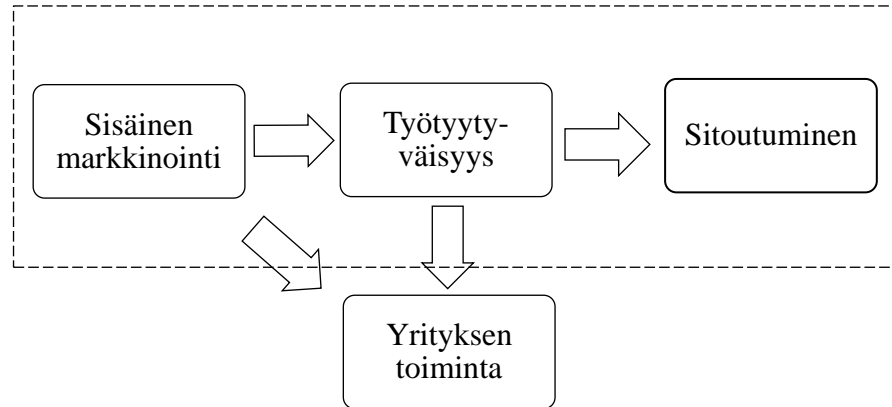 Sisäinen
markkinointi
Työtyyty-
väisyys
Sitoutuminen
Yrityksen
toiminta